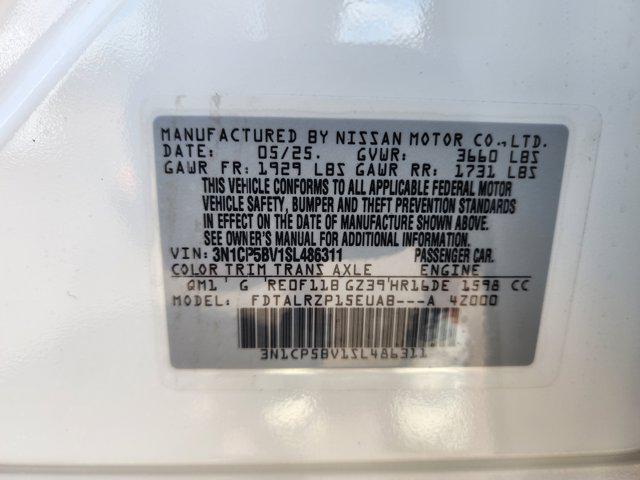 MANUFACTURED BY NISSAN MOTOR CO.,LTD.
DATE: 05/25. GVWR: 3660 LBS
GAWR FR: 1929 LBS GAWR RR: 1731 LBS
THIS VEHICLE CONFORMS TO ALL APPLICABLE FEDERAL MOTOR
VEHICLE SAFETY, BUMPER AND THEFT PREVENTION STANDARDS
IN EFFECT ON THE DATE OF MANUFACTURE SHOWN ABOVE.
SEE OWNER'S MANUAL FOR ADDITIONAL INFORMATION.
VIN: 3N1CP5BV1SL486311 PASSENGER CAR.
COLOR TRIM TRANS AXLE ENGINE
QM1 G RE0F11B GZ39 HR16DE 1598 CC
MODEL: FDTALRZP15EUAB---A 4Z000
3N1CP5BV1SL486311